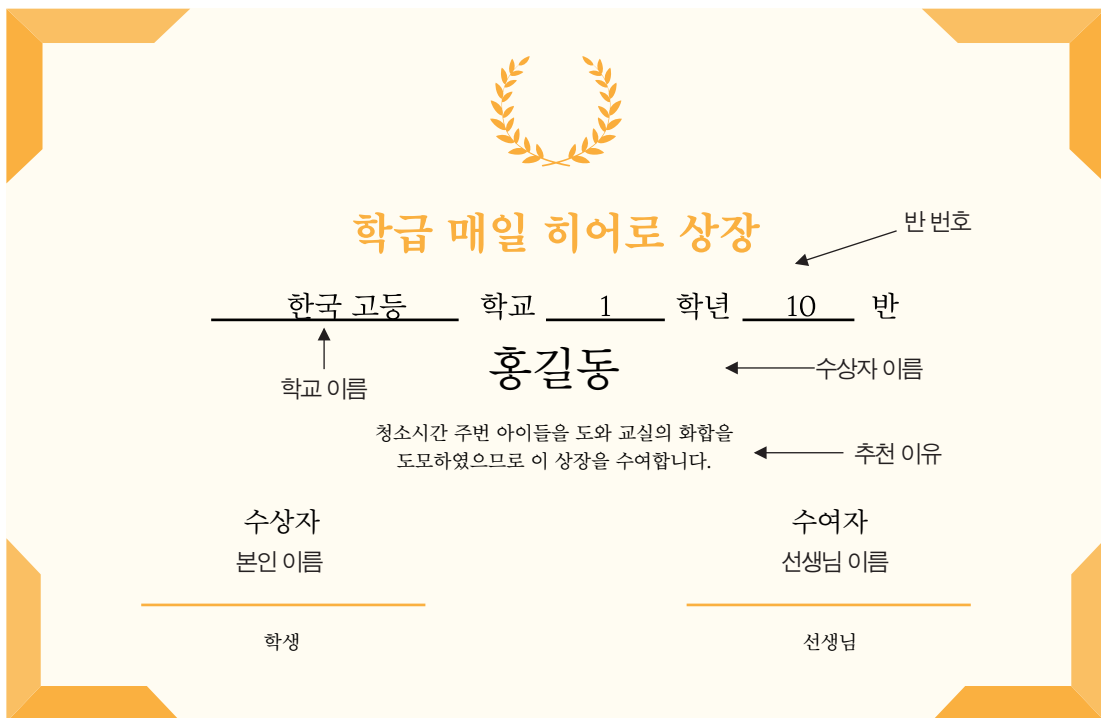 학급 매일 히어로 상장
반 번호
한국 고등 학교 1 학년 10 반
홍길동
수상자 이름
학교 이름
청소시간 주변 아이들을 도와 교실의 화합을
도모하였으므로 이 상장을 수여합니다.
추천 이유
수상자
본인 이름
학생
수여자
선생님 이름
선생님